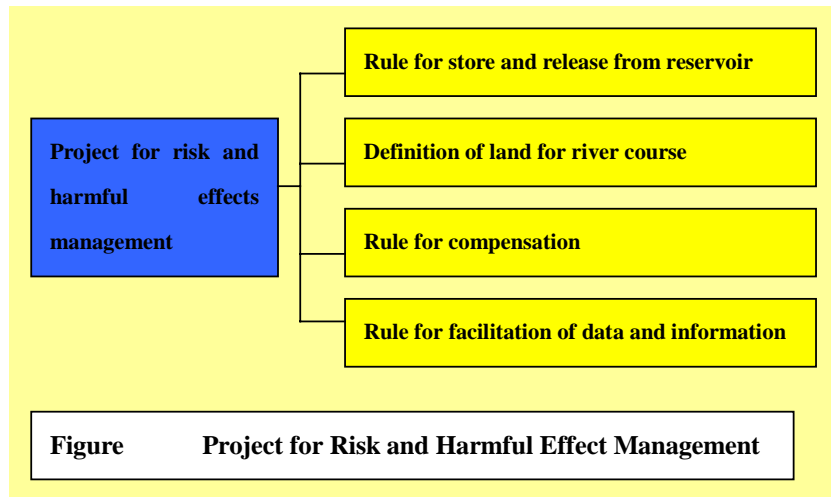 Project for risk and
harmful effects
management
Rule for store and release from reservoir
Definition of land for river course
Rule for compensation
Rule for facilitation of data and information
Figure Project for Risk and Harmful Effect Management